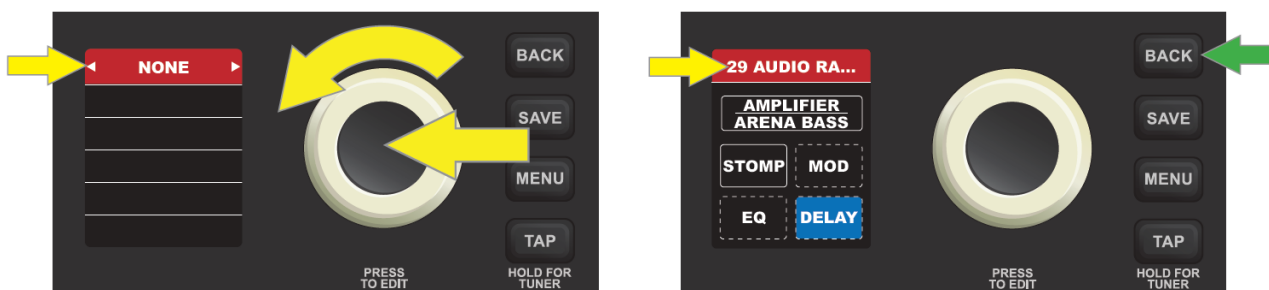 NONE
BACK
SAVE
MENU
TAP
PRESS
TO EDIT
HOLD FOR
TUNER
29 AUDIO RA...
AMPLIFIER
ARENA BASS
STOMP
MOD
EQ
DELAY
BACK
SAVE
MENU
TAP
PRESS
TO EDIT
HOLD FOR
TUNER